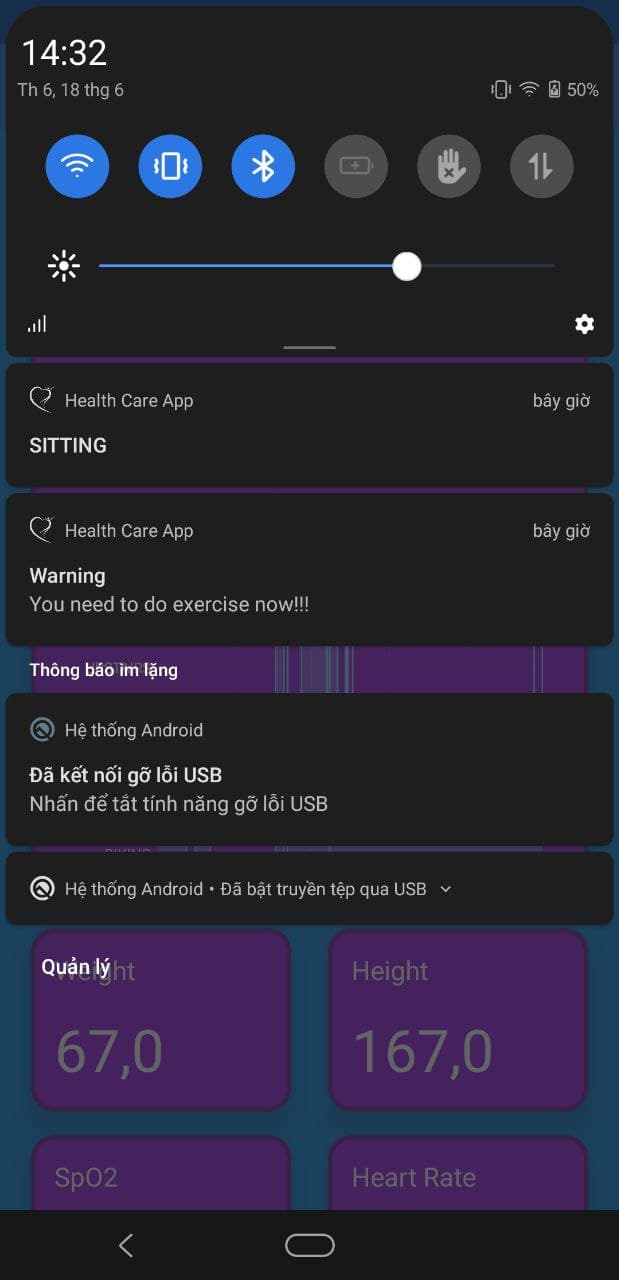 14:32
Th 6, 18 thg 6
50%
Health Care App
bây giờ
SITTING
Health Care App
bây giờ
Warning
You need to do exercise now!!!
Thông báo im lặng
Hệ thống Android
Đã kết nối gỡ lỗi USB
Nhấn để tắt tính năng gỡ lỗi USB
Hệ thống Android • Đã bật truyền tệp qua USB
Quản lý
Weight
Height
67,0
167,0
SpO2
Heart Rate